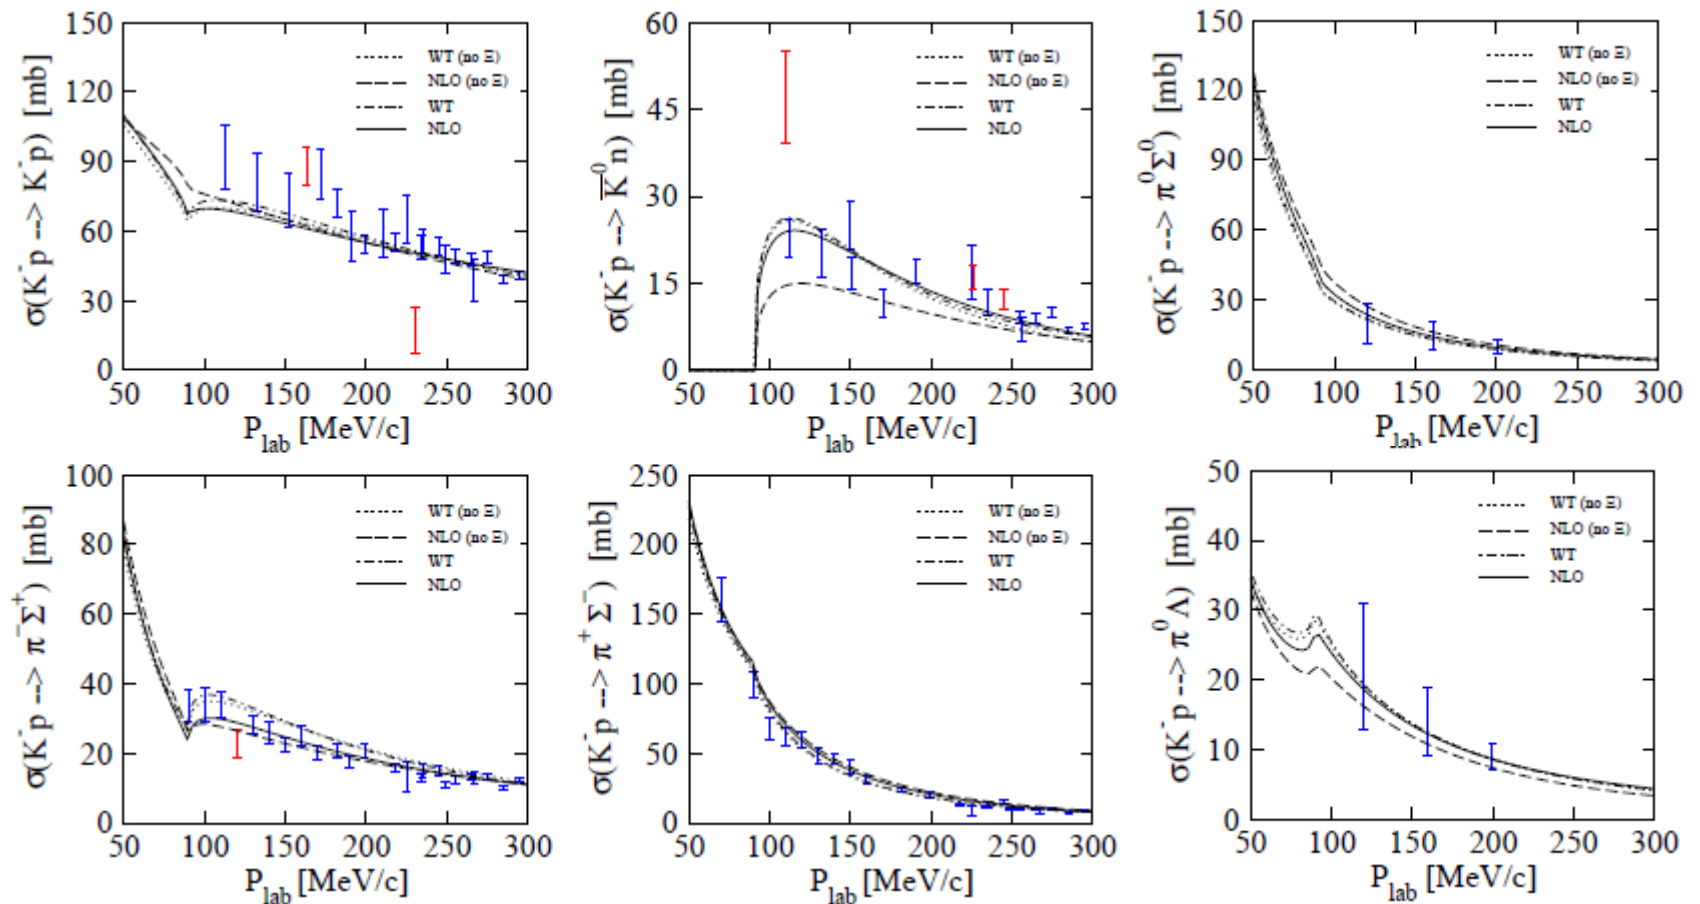 σ(K⁻p --> K⁻p) [mb]
150
120
90
60
30
0
WT (no Ξ)
NLO (no Ξ)
WT
NLO
50 100 150 200 250 300
P_lab [MeV/c]
σ(K⁻p --> K̅⁰n) [mb]
60
45
30
15
0
WT (no Ξ)
NLO (no Ξ)
WT
NLO
50 100 150 200 250 300
P_lab [MeV/c]
σ(K⁻p --> π⁰Σ⁰) [mb]
150
120
90
60
30
0
WT (no Ξ)
NLO (no Ξ)
WT
NLO
50 100 150 200 250 300
P_lab [MeV/c]
σ(K⁻p --> π⁻Σ⁺) [mb]
100
80
60
40
20
0
WT (no Ξ)
NLO (no Ξ)
WT
NLO
50 100 150 200 250 300
P_lab [MeV/c]
σ(K⁻p --> π⁺Σ⁻) [mb]
250
200
150
100
50
0
WT (no Ξ)
NLO (no Ξ)
WT
NLO
50 100 150 200 250 300
P_lab [MeV/c]
σ(K⁻p --> π⁰Λ) [mb]
50
40
30
20
10
0
WT (no Ξ)
NLO (no Ξ)
WT
NLO
50 100 150 200 250 300
P_lab [MeV/c]